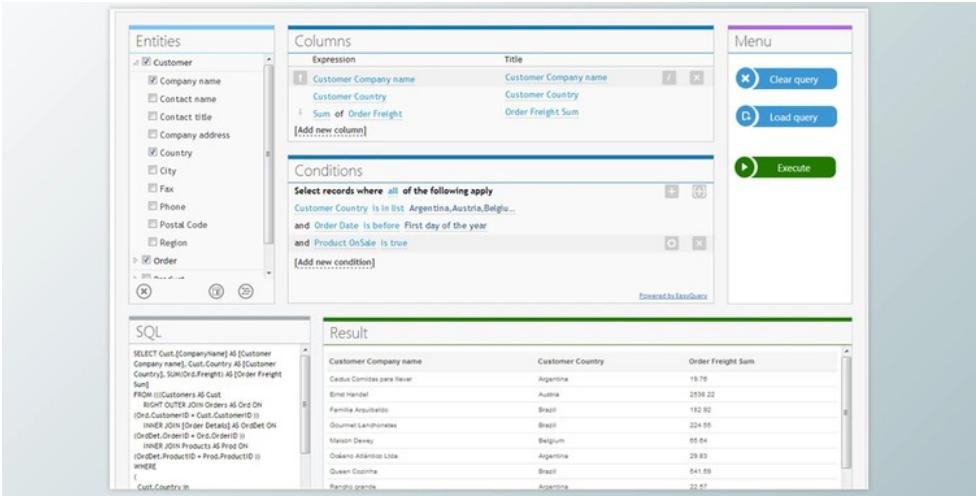 Entities
Customer
Company name
Contact name
Contact title
Company address
Country
City
Fax
Phone
Postal Code
Region
Order
Columns
Expression Title
Customer Company name Customer Company name
Customer Country Customer Country
Sum of Order Freight Order Freight Sum
[Add new column]
Conditions
Select records where all of the following apply
Customer Country is in list Argentina,Austria,Belgiu...
and Order Date is before First day of the year
and Product OnSale is true
[Add new condition]
Powered by EasyQuery
Menu
Clear query
Load query
Execute
SQL
SELECT Cust.[CompanyName] AS [Customer
Company name], Cust.Country AS [Customer
Country], SUM(Ord.Freight) AS [Order Freight
Sum]
FROM (((Customers AS Cust
RIGHT OUTER JOIN Orders AS Ord ON
(Ord.CustomerID = Cust.CustomerID ))
INNER JOIN [Order Details] AS OrdDet ON
(OrdDet.OrderID = Ord.OrderID ))
INNER JOIN Products AS Prod ON
(OrdDet.ProductID = Prod.ProductID ))
WHERE
(
Cust.Country in
Result
Customer Company name Customer Country Order Freight Sum
Cactus Comidas para llevar Argentina 19.76
Ernst Handel Austria 2538.22
Familia Arquibaldo Brazil 182.92
Gourmet Lanchonetes Brazil 224.55
Maison Dewey Belgium 65.64
Océano Atlántico Ltda. Argentina 29.83
Queen Cozinha Brazil 541.59
Rancho grande Argentina 22.57